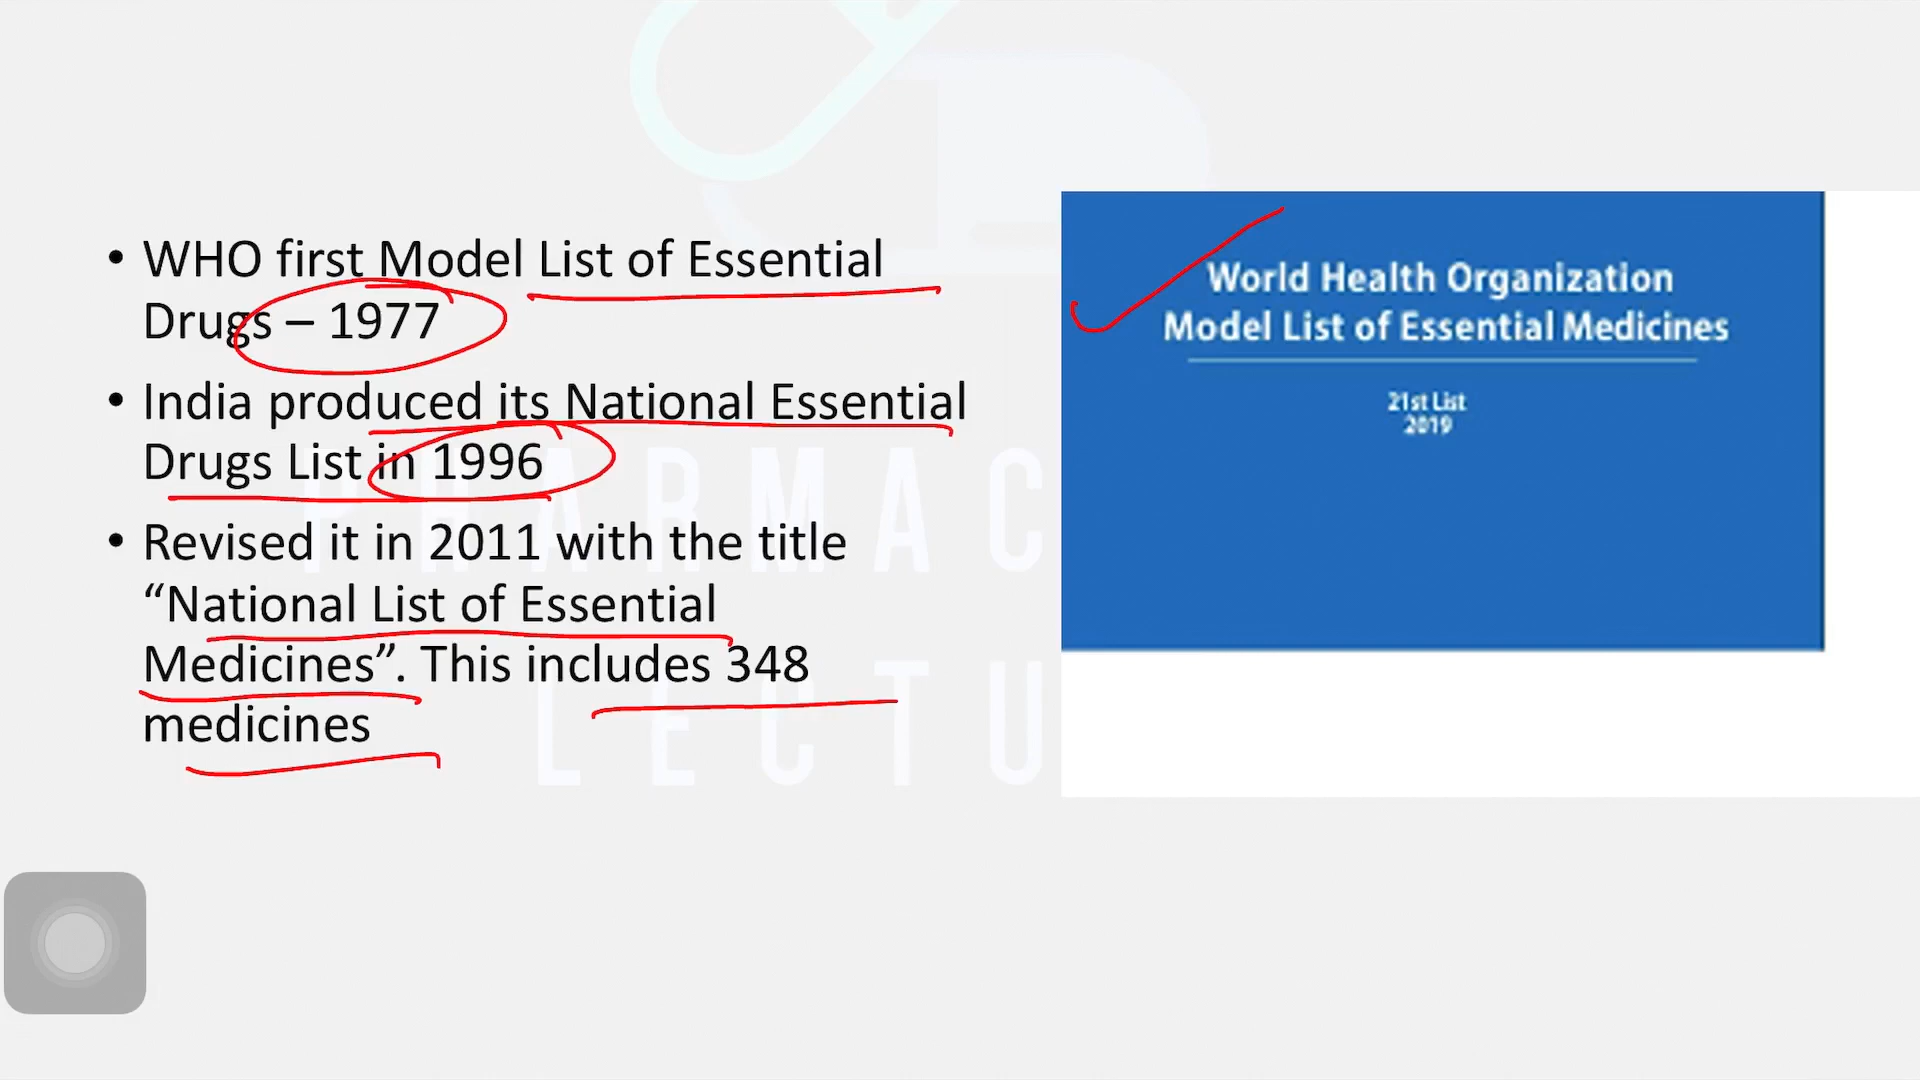 • WHO first Model List of Essential
Drugs – 1977
• India produced its National Essential
Drugs List in 1996
• Revised it in 2011 with the title
“National List of Essential
Medicines”. This includes 348
medicines
World Health Organization
Model List of Essential Medicines
21st List
2019
PHARMAC
LECTU